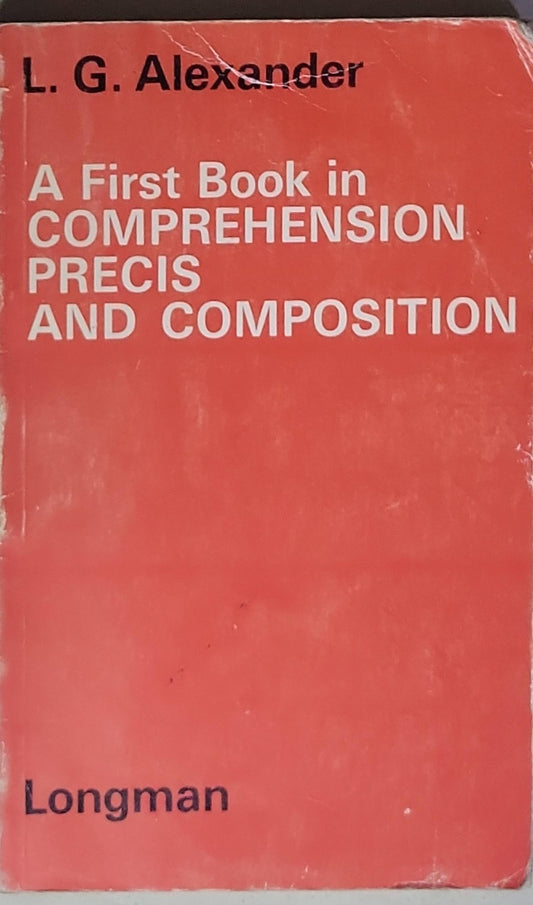 L. G. Alexander
A First Book in
COMPREHENSION
PRECIS
AND COMPOSITION
Longman